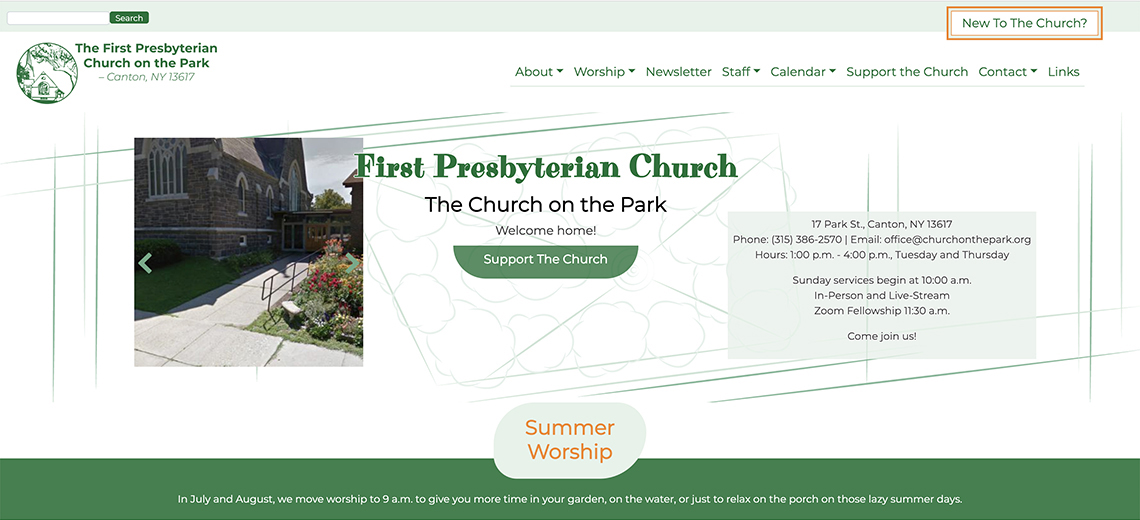 Search
New To The Church?
The First Presbyterian
Church on the Park
– Canton, NY 13617
About Worship Newsletter Staff Calendar Support the Church Contact Links
First Presbyterian Church
The Church on the Park
Welcome home!
Support The Church
17 Park St., Canton, NY 13617
Phone: (315) 386-2570 | Email: office@churchonthepark.org
Hours: 1:00 p.m. - 4:00 p.m., Tuesday and Thursday
Sunday services begin at 10:00 a.m.
In-Person and Live-Stream
Zoom Fellowship 11:30 a.m.
Come join us!
Summer
Worship
In July and August, we move worship to 9 a.m. to give you more time in your garden, on the water, or just to relax on the porch on those lazy summer days.